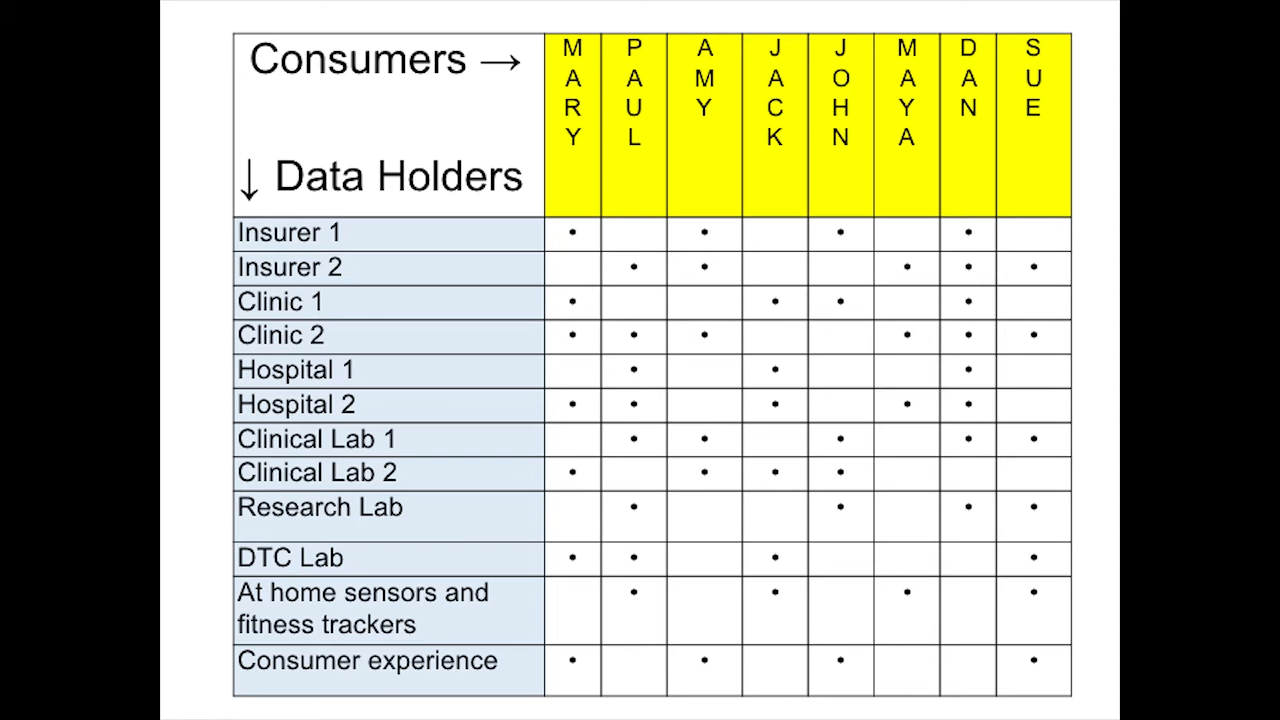 Consumers → MARY PAUL AMY JACK JOHN MAYA DAN SUE
↓ Data Holders
Insurer 1 • • • •
Insurer 2 • • • • •
Clinic 1 • • • •
Clinic 2 • • • • • •
Hospital 1 • • •
Hospital 2 • • • • •
Clinical Lab 1 • • • • •
Clinical Lab 2 • • • •
Research Lab • • • •
DTC Lab • • • •
At home sensors and • • • •
fitness trackers
Consumer experience • • • •